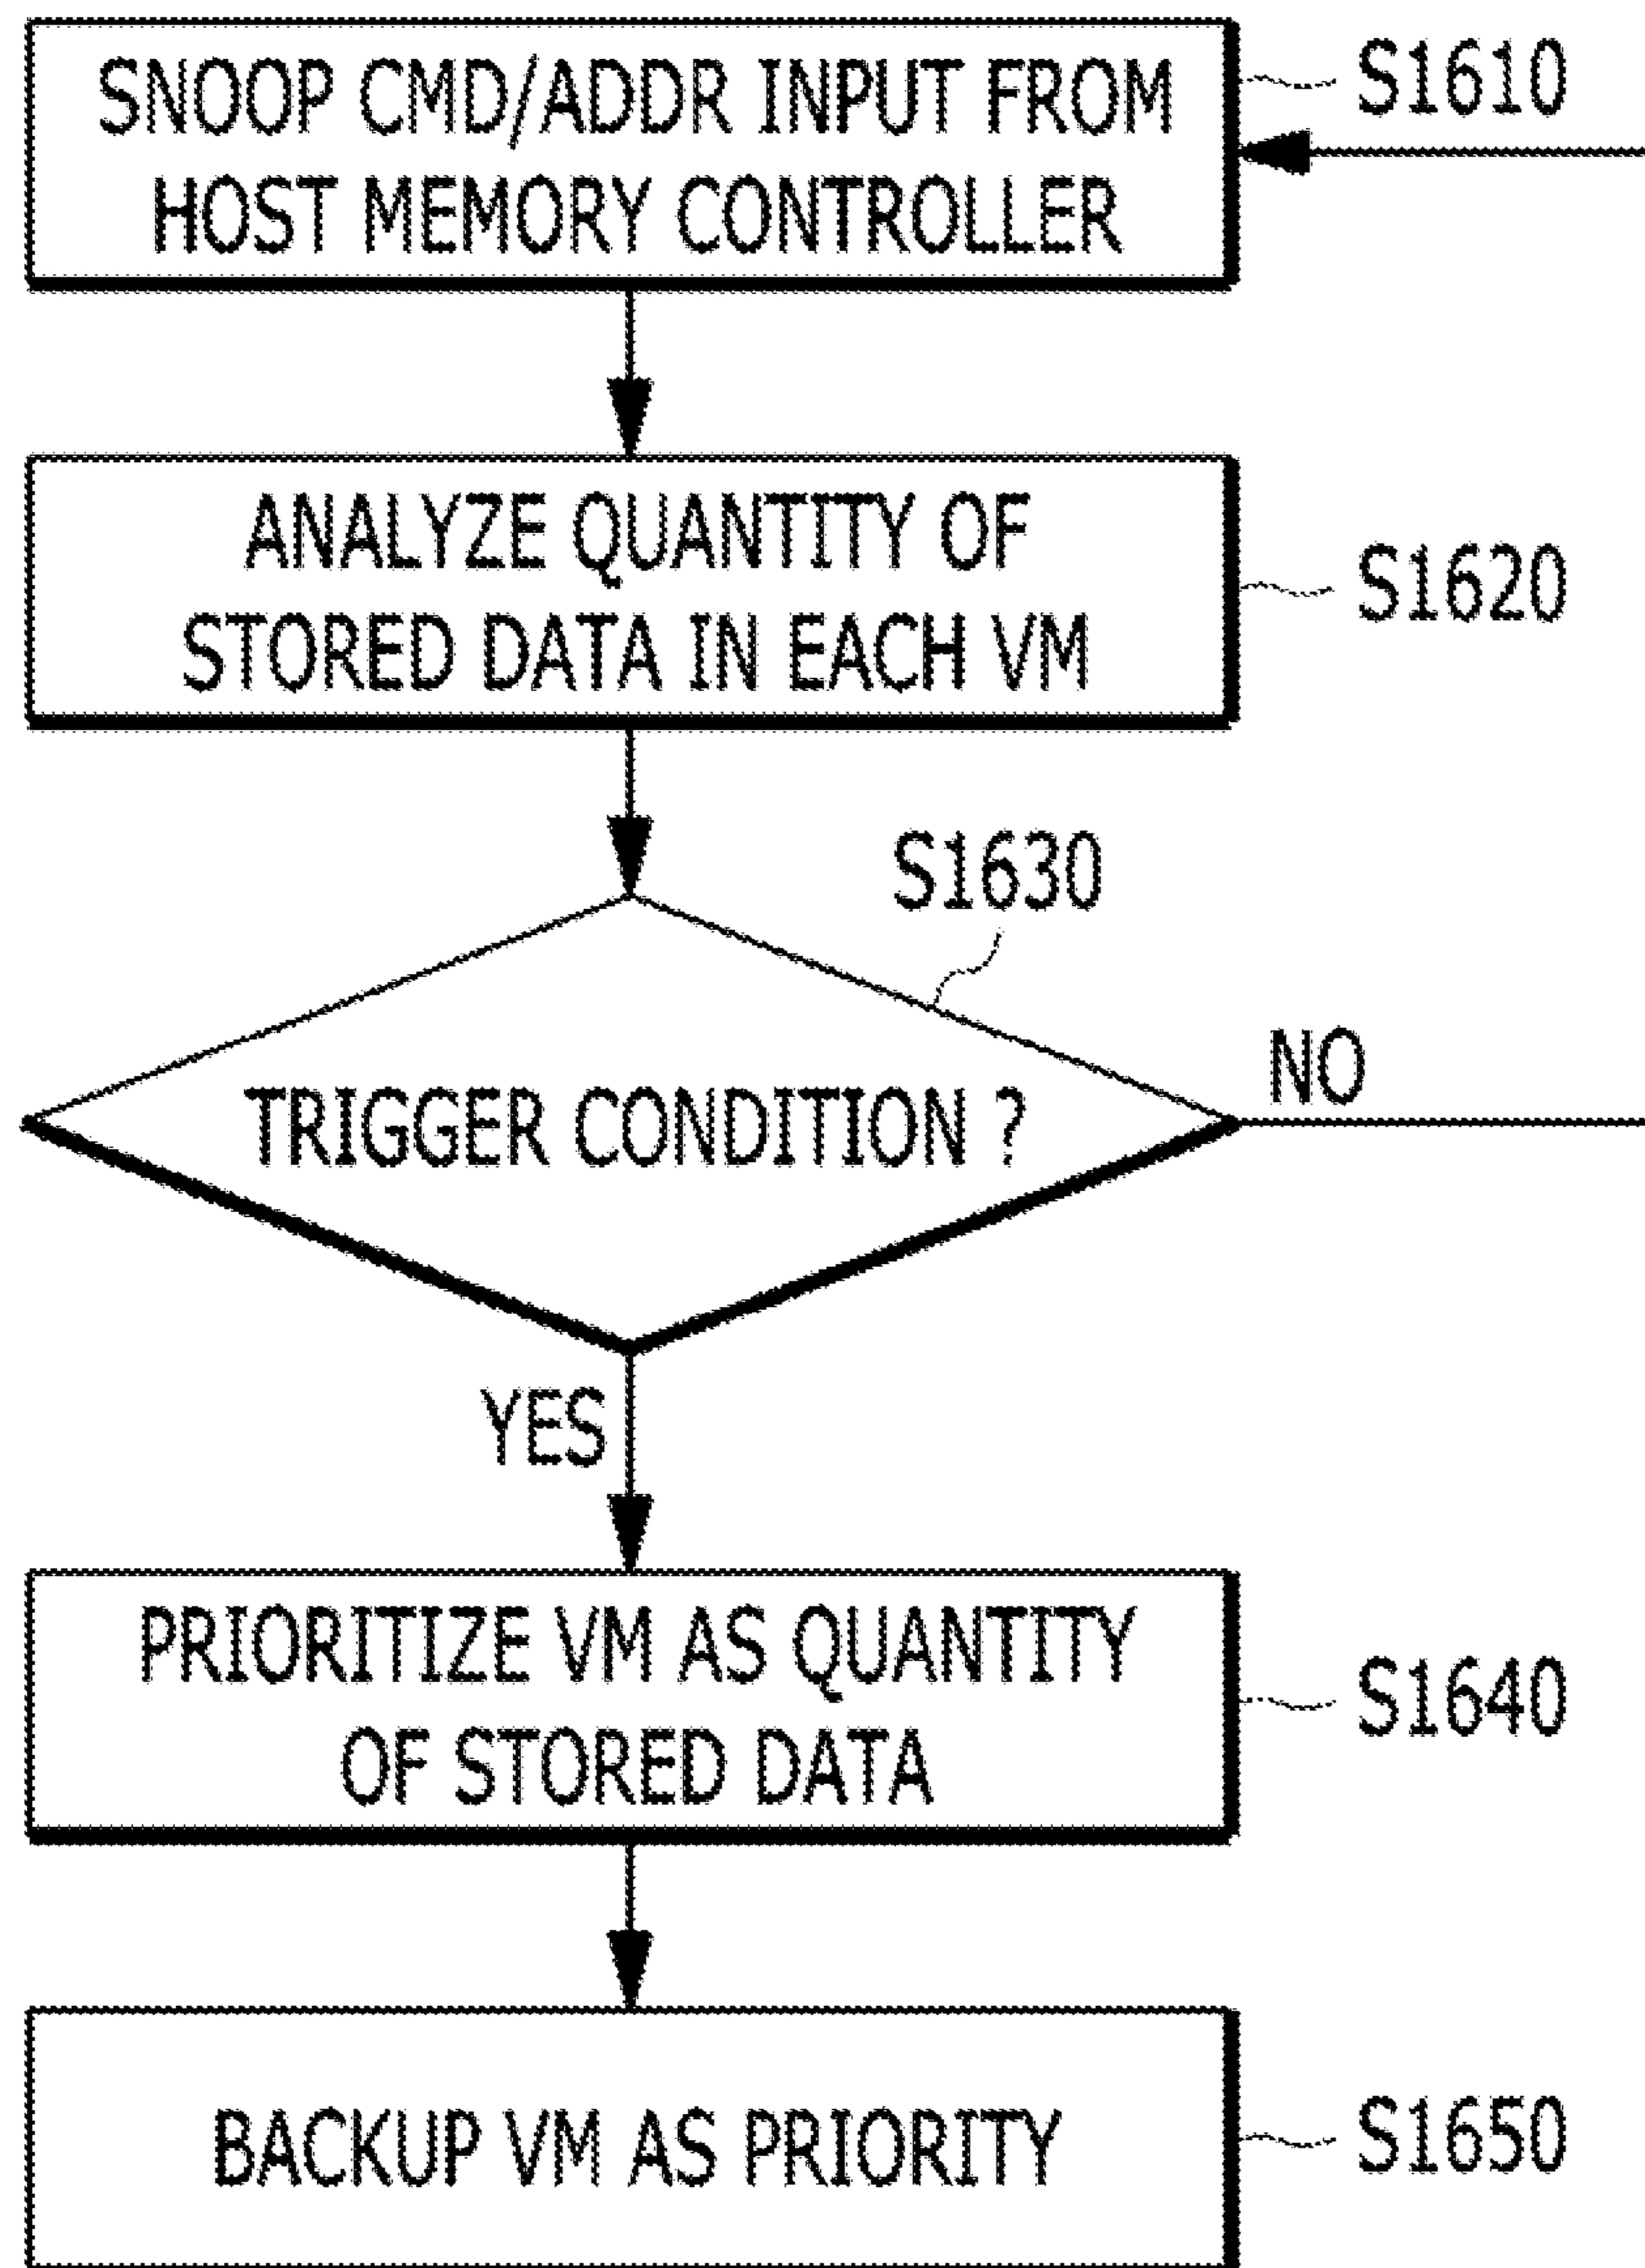 SNOOP CMD/ADDR INPUT FROM
HOST MEMORY CONTROLLER
S1610
ANALYZE QUANTITY OF
STORED DATA IN EACH VM
S1620
S1630
TRIGGER CONDITION ?
NO
YES
PRIORITIZE VM AS QUANTITY
OF STORED DATA
S1640
BACKUP VM AS PRIORITY
S1650